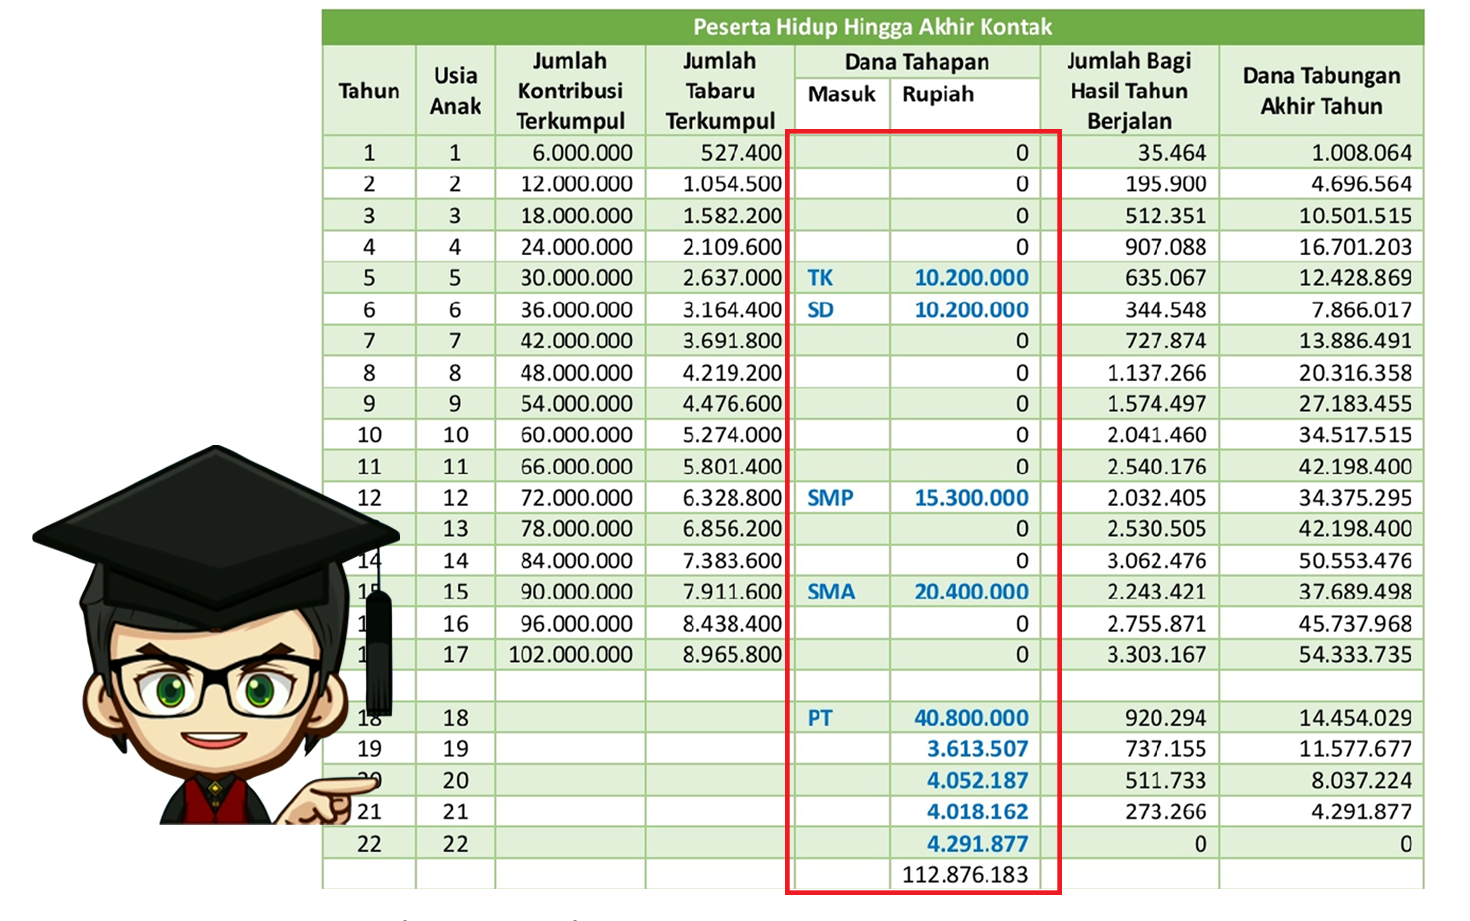 Peserta Hidup Hingga Akhir Kontak
Tahun Usia Anak Jumlah Kontribusi Terkumpul Jumlah Tabaru Terkumpul Dana Tahapan Jumlah Bagi Hasil Tahun Berjalan Dana Tabungan Akhir Tahun
Masuk Rupiah
1 1 6.000.000 527.400 0 35.464 1.008.064
2 2 12.000.000 1.054.500 0 195.900 4.696.564
3 3 18.000.000 1.582.200 0 512.351 10.501.515
4 4 24.000.000 2.109.600 0 907.088 16.701.203
5 5 30.000.000 2.637.000 TK 10.200.000 635.067 12.428.869
6 6 36.000.000 3.164.400 SD 10.200.000 344.548 7.866.017
7 7 42.000.000 3.691.800 0 727.874 13.886.491
8 8 48.000.000 4.219.200 0 1.137.266 20.316.358
9 9 54.000.000 4.476.600 0 1.574.497 27.183.455
10 10 60.000.000 5.274.000 0 2.041.460 34.517.515
11 11 66.000.000 5.801.400 0 2.540.176 42.198.400
12 12 72.000.000 6.328.800 SMP 15.300.000 2.032.405 34.375.295
13 78.000.000 6.856.200 0 2.530.505 42.198.400
14 14 84.000.000 7.383.600 0 3.062.476 50.553.476
15 15 90.000.000 7.911.600 SMA 20.400.000 2.243.421 37.689.498
16 96.000.000 8.438.400 0 2.755.871 45.737.968
17 102.000.000 8.965.800 0 3.303.167 54.333.735
18 18 PT 40.800.000 920.294 14.454.029
19 19 3.613.507 737.155 11.577.677
20 20 4.052.187 511.733 8.037.224
21 21 4.018.162 273.266 4.291.877
22 22 4.291.877 0 0
112.876.183